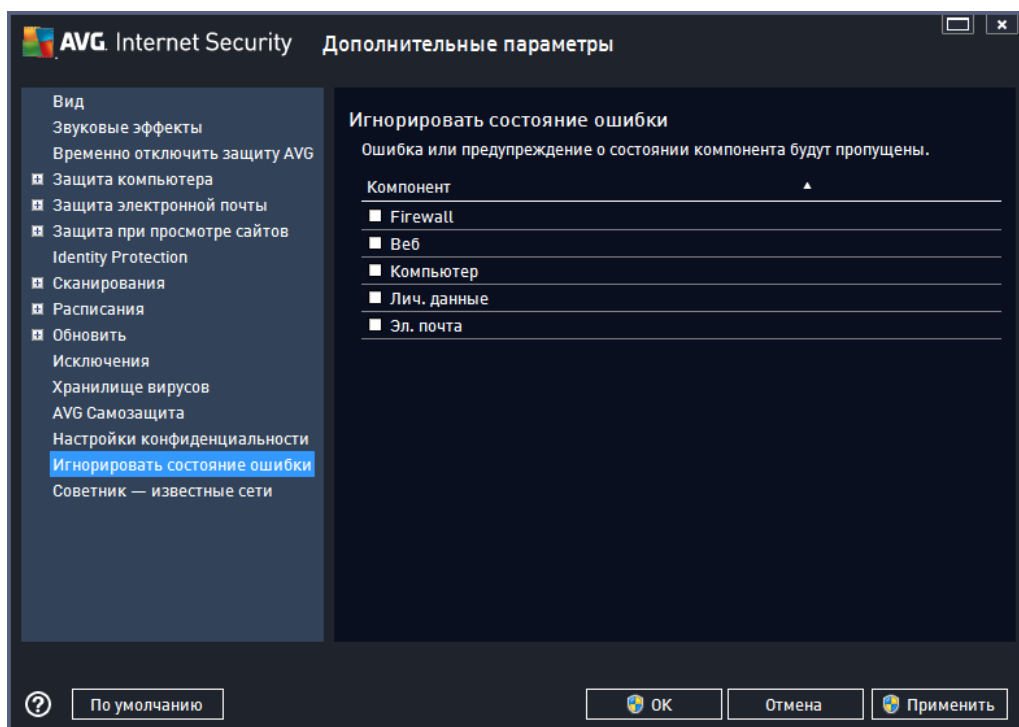 AVG. Internet Security
Дополнительные параметры
Вид
Звуковые эффекты
Временно отключить защиту AVG
Защита компьютера
Защита электронной почты
Защита при просмотре сайтов
Identity Protection
Сканирования
Расписания
Обновить
Исключения
Хранилище вирусов
AVG Самозащита
Настройки конфиденциальности
Игнорировать состояние ошибки
Советник — известные сети
Игнорировать состояние ошибки
Ошибка или предупреждение о состоянии компонента будут пропущены.
Компонент
Firewall
Веб
Компьютер
Лич. данные
Эл. почта
По умолчанию
OK
Отмена
Применить